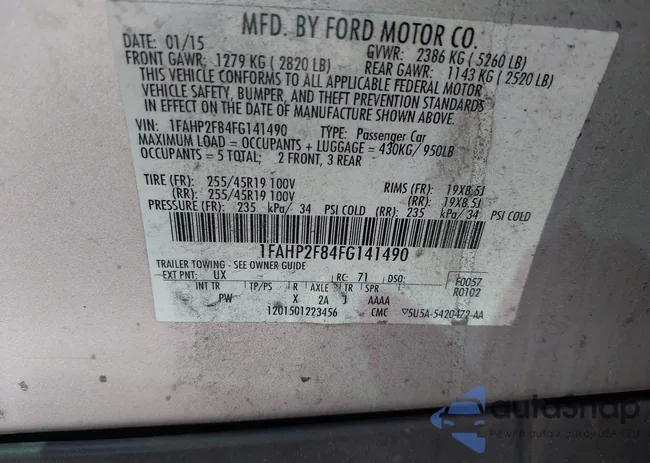 MFD. BY FORD MOTOR CO.
DATE: 01/15 GVWR: 2386 KG ( 5260 LB)
FRONT GAWR: 1279 KG ( 2820 LB) REAR GAWR: 1143 KG ( 2520 LB)
THIS VEHICLE CONFORMS TO ALL APPLICABLE FEDERAL MOTOR
VEHICLE SAFETY, BUMPER, AND THEFT PREVENTION STANDARDS
IN EFFECT ON THE DATE OF MANUFACTURE SHOWN ABOVE.
VIN: 1FAHP2F84FG141490 TYPE: Passenger Car
MAXIMUM LOAD = OCCUPANTS + LUGGAGE = 430KG/ 950LB
OCCUPANTS = 5 TOTAL; 2 FRONT, 3 REAR
TIRE (FR): 255/45R19 100V RIMS (FR): 19X8.5J
(RR): 255/45R19 100V (RR): 19X8.5J
PRESSURE (FR): 235 kPa/ 34 PSI COLD (RR): 235 kPa/ 34 PSI COLD
1FAHP2F84FG141490
TRAILER TOWING - SEE OWNER GUIDE
EXT PNT: UX RC: 71 DSO: F0057
R0102
INT TR TP/PS R AXLE TR SPR
PW X 2A J AAAA
1201501223456 CMC ▽5U5A-5420472-AA
autoSnap